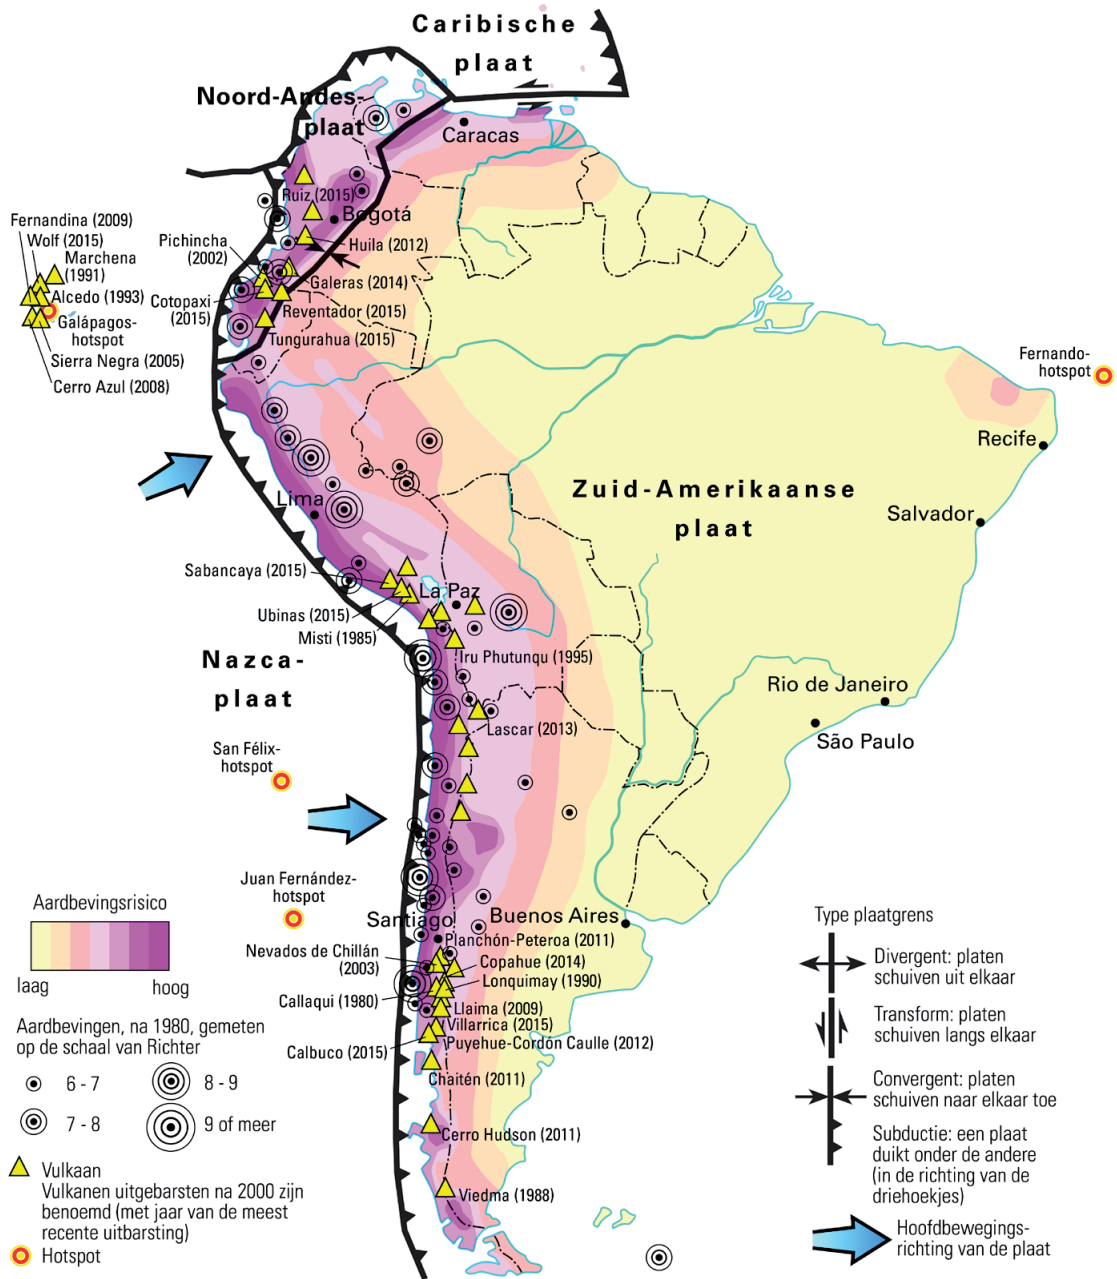 Caribische
plaat
Noord-Andes-
plaat
Caracas
Ruiz (2015)
Bogotá
Fernandina (2009)
Wolf (2015)
Marchena
(1991)
Alcedo (1993)
Galápagos-
hotspot
Sierra Negra (2005)
Cerro Azul (2008)
Pichincha
(2002)
Huila (2012)
Galeras (2014)
Cotopaxi
(2015)
Reventador (2015)
Tungurahua (2015)
Fernando-
hotspot
Recife
Zuid-Amerikaanse
plaat
Salvador
Lima
Sabancaya (2015)
La Paz
Ubinas (2015)
Misti (1985)
Iru Phutunqu (1995)
Nazca-
plaat
Rio de Janeiro
São Paulo
Lascar (2013)
San Félix-
hotspot
Juan Fernández-
hotspot
Santiago
Buenos Aires
Planchón-Peteroa (2011)
Nevados de Chillán
(2003)
Copahue (2014)
Lonquimay (1990)
Callaqui (1980)
Llaima (2009)
Villarrica (2015)
Puyehue-Cordón Caulle (2012)
Calbuco (2015)
Chaitén (2011)
Cerro Hudson (2011)
Viedma (1988)
Aardbevingsrisico
laag
hoog
Aardbevingen, na 1980, gemeten
op de schaal van Richter
6 - 7
8 - 9
7 - 8
9 of meer
Vulkaan
Vulkanen uitgebarsten na 2000 zijn
benoemd (met jaar van de meest
recente uitbarsting)
Hotspot
Type plaatgrens
Divergent: platen
schuiven uit elkaar
Transform: platen
schuiven langs elkaar
Convergent: platen
schuiven naar elkaar toe
Subductie: een plaat
duikt onder de andere
(in de richting van de
driehoekjes)
Hoofdbewegings-
richting van de plaat